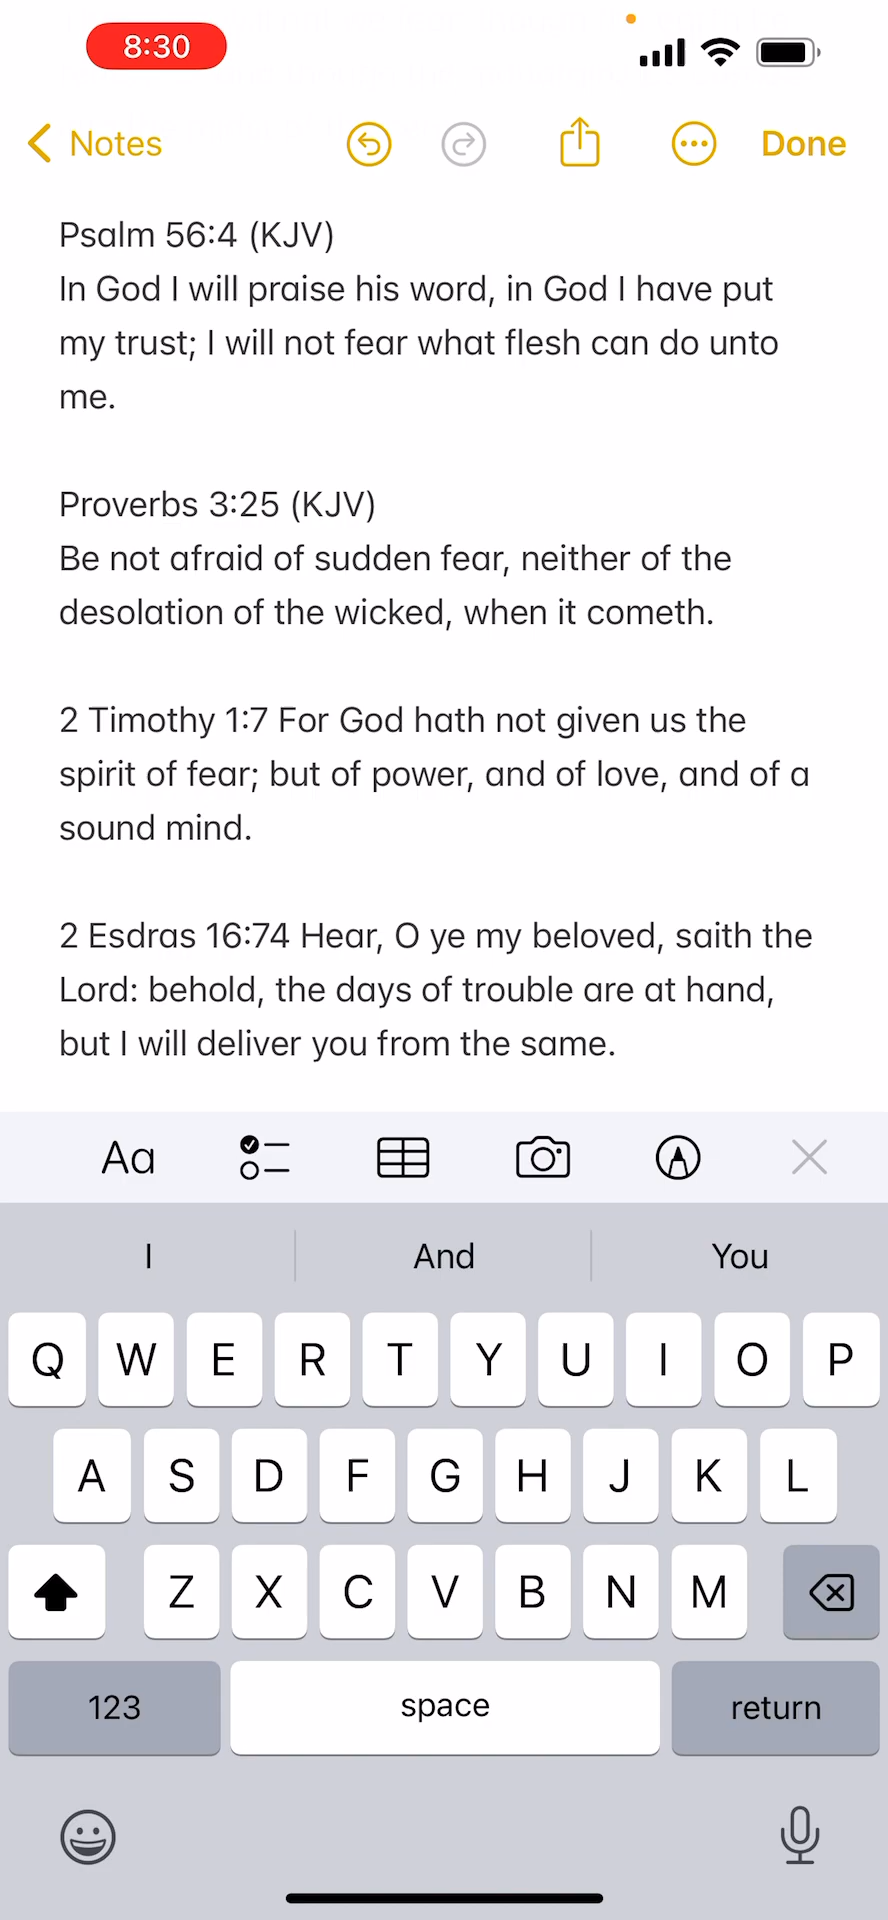 8:30
Notes
Done
Psalm 56:4 (KJV)
In God I will praise his word, in God I have put
my trust; I will not fear what flesh can do unto
me.
Proverbs 3:25 (KJV)
Be not afraid of sudden fear, neither of the
desolation of the wicked, when it cometh.
2 Timothy 1:7 For God hath not given us the
spirit of fear; but of power, and of love, and of a
sound mind.
2 Esdras 16:74 Hear, O ye my beloved, saith the
Lord: behold, the days of trouble are at hand,
but I will deliver you from the same.
Aa
I And You
Q W E R T Y U I O P
A S D F G H J K L
Z X C V B N M
123 space return